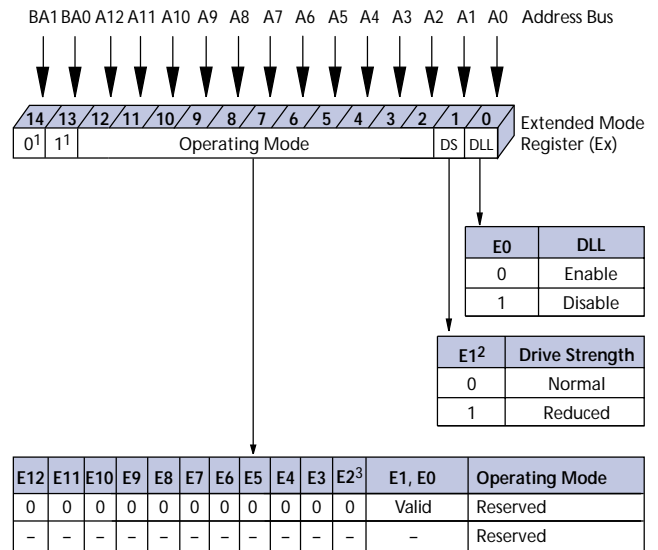 BA1 BA0 A12 A11 A10 A9 A8 A7 A6 A5 A4 A3 A2 A1 A0 Address Bus
14 13 12 11 10 9 8 7 6 5 4 3 2 1 0
Extended Mode
Register (Ex)
0¹ 1¹ Operating Mode DS DLL
E0 DLL
0 Enable
1 Disable
E1² Drive Strength
0 Normal
1 Reduced
E12 E11 E10 E9 E8 E7 E6 E5 E4 E3 E2³ E1, E0 Operating Mode
0 0 0 0 0 0 0 0 0 0 0 Valid Reserved
– – – – – – – – – – – – Reserved